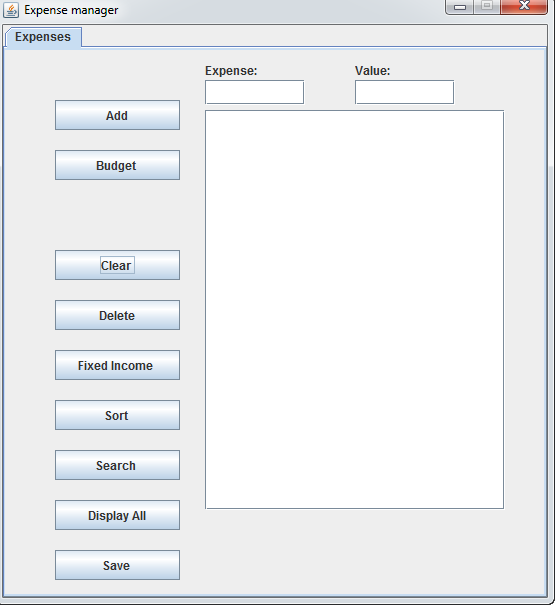 Expense manager
Expenses
Expense: Value:
Add
Budget
Clear
Delete
Fixed Income
Sort
Search
Display All
Save